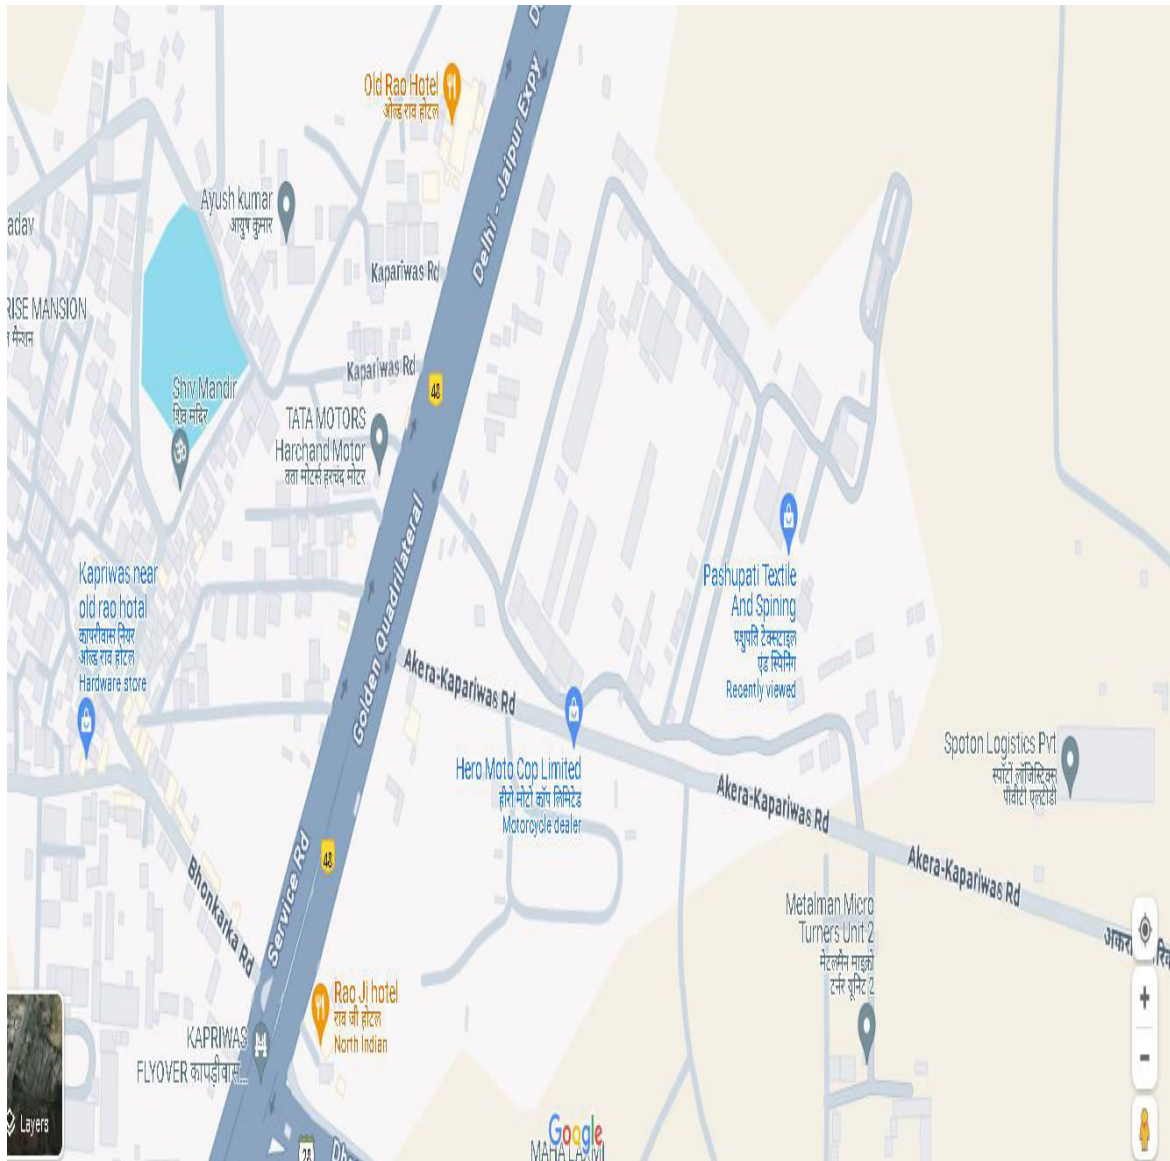 Old Rao Hotel
ओल्ड राव होटल
Delhi - Jaipur Expy
Ayush kumar
आयुष कुमार
adav
Kapariwas Rd
RISE MANSION
Kapariwas Rd
48
Shiv Mandir
शिव मंदिर
TATA MOTORS
Harchand Motor
तता मोटर्स हरचंद मोटर
Golden Quadrilateral
Kapriwas near
old rao hotal
कापरीवास नियर
ओल्ड राव होटल
Hardware store
Pashupati Textile
And Spining
पशुपति टेक्सटाइल
एंड स्पिनिंग
Recently viewed
Akera-Kapariwas Rd
Hero Moto Cop Limited
हीरो मोटो कॉप लिमिटेड
Motorcycle dealer
Spoton Logistics Pvt
स्पाटों लॉजिस्टिक्स
पीवीटी एलटीडी
Akera-Kapariwas Rd
Service Rd
48
Akera-Kapariwas Rd
Bhonkarka Rd
Metalman Micro
Turners Unit 2
मेटलमैन माइक्रो
टर्नर यूनिट 2
Rao Ji hotel
राव जी होटल
North Indian
KAPRIWAS
FLYOVER कापड़ीवास...
Layers
Google